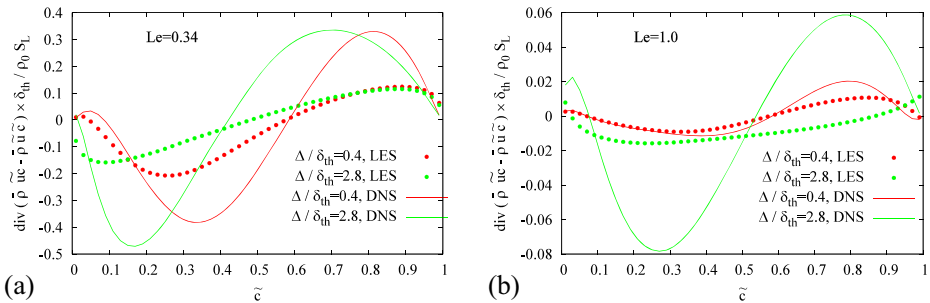 Le=0.34
0.4
0.3
0.2
0.1
0
-0.1
-0.2
-0.3
-0.4
-0.5
div ( ρ̄ ũc - ρ̄ ũ c̃ ) × δth / ρ0 SL
Δ / δth=0.4, LES
Δ / δth=2.8, LES
Δ / δth=0.4, DNS
Δ / δth=2.8, DNS
0 0.1 0.2 0.3 0.4 0.5 0.6 0.7 0.8 0.9 1
c̃
(a)
Le=1.0
0.06
0.04
0.02
0
-0.02
-0.04
-0.06
-0.08
div ( ρ̄ ũc - ρ̄ ũ c̃ ) × δth / ρ0 SL
Δ / δth=0.4, LES
Δ / δth=2.8, LES
Δ / δth=0.4, DNS
Δ / δth=2.8, DNS
0 0.1 0.2 0.3 0.4 0.5 0.6 0.7 0.8 0.9 1
c̃
(b)